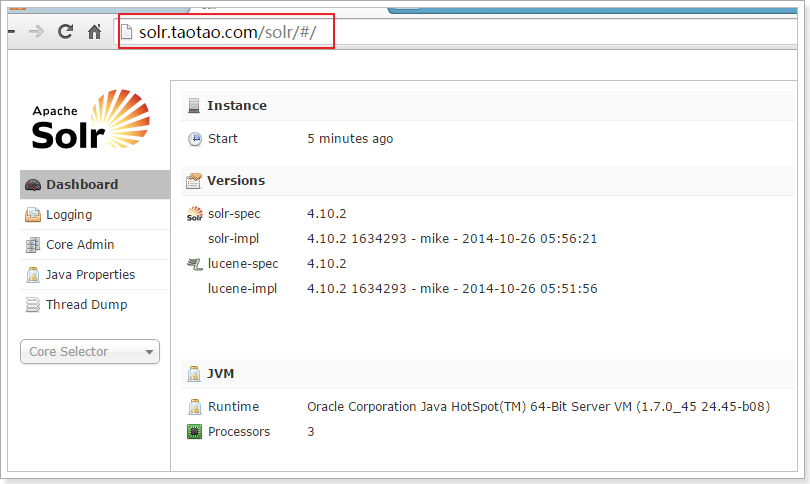 solr.taotao.com/solr/#/
Apache
Solr
Dashboard
Logging
Core Admin
Java Properties
Thread Dump
Core Selector
Instance
Start 5 minutes ago
Versions
Solr solr-spec 4.10.2
solr-impl 4.10.2 1634293 - mike - 2014-10-26 05:56:21
lucene-spec 4.10.2
lucene-impl 4.10.2 1634293 - mike - 2014-10-26 05:51:56
JVM
Runtime Oracle Corporation Java HotSpot(TM) 64-Bit Server VM (1.7.0_45 24.45-b08)
Processors 3